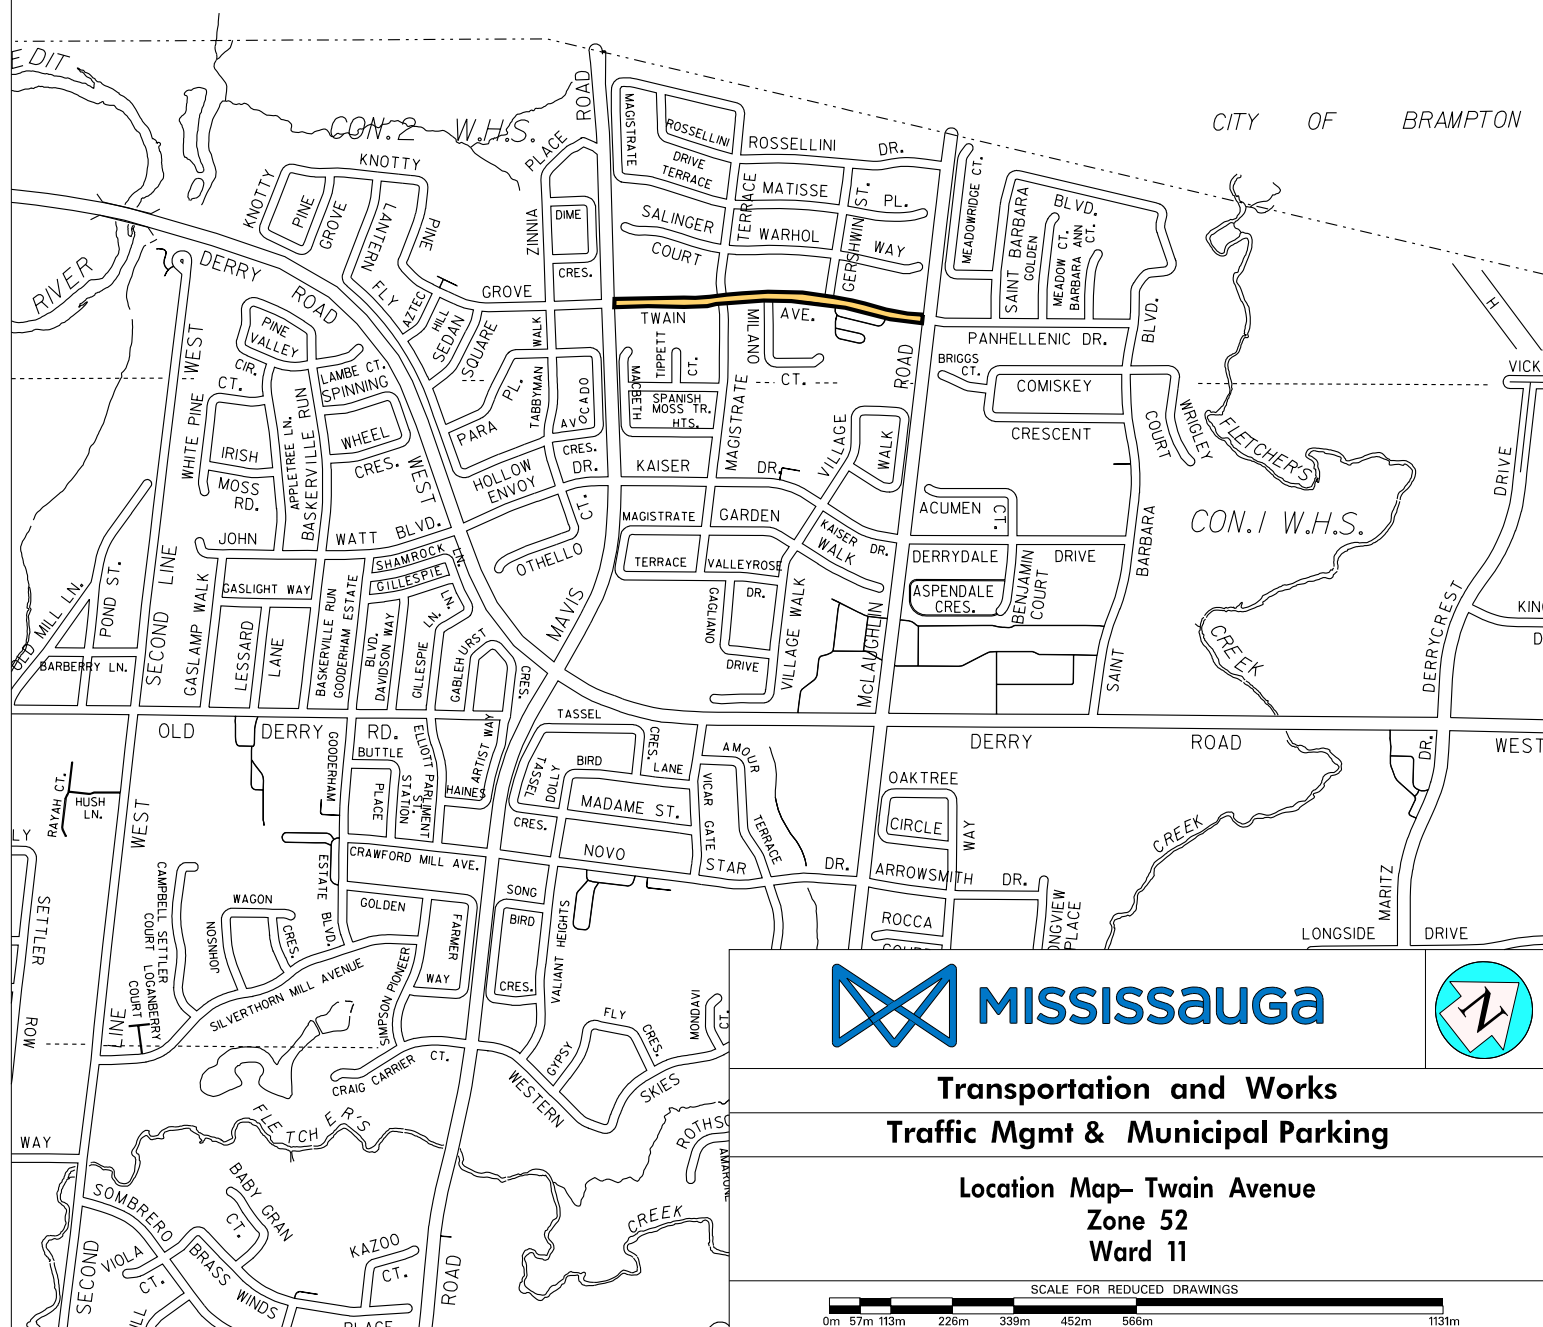 EDIT
RIVER
CON. 2 W.H.S.
CITY OF BRAMPTON
ROAD
PLACE
ZINNIA
DIME
CRES.
KNOTTY
KNOTTY
PINE
GROVE
LANTERN
FLY
PINE
GROVE
AZTEC
HILL
SEDAN
SQUARE
DERRY
ROAD
WEST
MAGISTRATE
ROSSELLINI
DRIVE
TERRACE
ROSSELLINI DR.
MATISSE PL.
TERRACE
SALINGER
COURT
WARHOL WAY
GERSHWIN ST.
MEADOWRIDGE CT.
SAINT BARBARA
BLVD.
GOLDEN
MEADOW CT.
BARBARA ANN
CT.
TWAIN AVE.
MILANO
CT.
TIPPETT
CT.
MACBETH
SPANISH
MOSS TR.
HTS.
MAGISTRATE
ROAD
PANHELLENIC DR.
BLVD.
BRIGGS
CT.
COMISKEY
CRESCENT
COURT
WRIGLEY
FLETCHER'S
CREEK
CON. 1 W.H.S.
H
VICK
DRIVE
DERRYCREST
KING
D
WEST
WHITE PINE
PINE
VALLEY
CIR.
CT.
LAMBE CT.
SPINNING
WHEEL
CRES.
IRISH
MOSS
RD.
APPLETREE LN.
BASKERVILLE RUN
PARA PL.
TABBYMAN
WALK
AVOCADO
CRES.
HOLLOW
ENVOY
DR.
KAISER DR.
VILLAGE
WALK
OTHELLO
CT.
MAGISTRATE
TERRACE
GARDEN
KAISER
DR.
WALK
VALLEYROSE
DR.
GAGLIANO
DRIVE
VILLAGE WALK
ACUMEN
CT.
DERRYDALE DRIVE
ASPENDALE
CRES.
BENJAMIN
COURT
BARBARA
SAINT
McLAUGHLIN
MAVIS
JOHN WATT BLVD.
SHAMROCK
LN.
GILLESPIE
LN.
GASLIGHT WAY
GASLAMP WALK
LESSARD
LANE
BASKERVILLE RUN
GOODERHAM ESTATE
BLVD.
DAVIDSON WAY
GILLESPIE
LN.
GABLEHURST
CRES.
OLD MILL LN.
POND ST.
BARBERRY LN.
SECOND LINE
OLD DERRY RD.
DERRY ROAD WEST
GOODERHAM
BUTTLE
PLACE
STATION
ELLIOTT PARLIMENT
ST.
HAINES
ARTIST WAY
TASSEL
CRES.
TASSEL
DOLLY
BIRD
LANE
MADAME ST.
CRES.
VICAR
GATE
AMOUR
TERRACE
NOVO
STAR
DR.
OAKTREE
CIRCLE
WAY
ARROWSMITH DR.
ROCCA
PLACE
DR.
CREEK
MARITZ
LONGSIDE DRIVE
RAYAH CT.
HUSH
LN.
WEST
LY
SETTLER
ROW
CAMPBELL SETTLER
COURT
LOGANBERRY
COURT
LINE
WAGON
CRES.
JOHNSON
ESTATE
BLVD.
CRAWFORD MILL AVE.
GOLDEN
FARMER
WAY
SONG
BIRD
CRES.
VALIANT HEIGHTS
SILVERTHORN MILL AVENUE
SIMPSON PIONEER
CRAIG CARRIER CT.
WESTERN
SKIES
GYPSY
FLY
CRES.
MONDAVI
CT.
FLETCHER'S
CREEK
WAY
SOMBRERO
VIOLA
CT.
BABY GRAN
CT.
BRASS
WINDS
PLACE
KAZOO
CT.
SECOND
ROAD
MISSISSAUGA
N
Transportation and Works
Traffic Mgmt & Municipal Parking
Location Map– Twain Avenue
Zone 52
Ward 11
SCALE FOR REDUCED DRAWINGS
0m 57m 113m 226m 339m 452m 566m 1131m